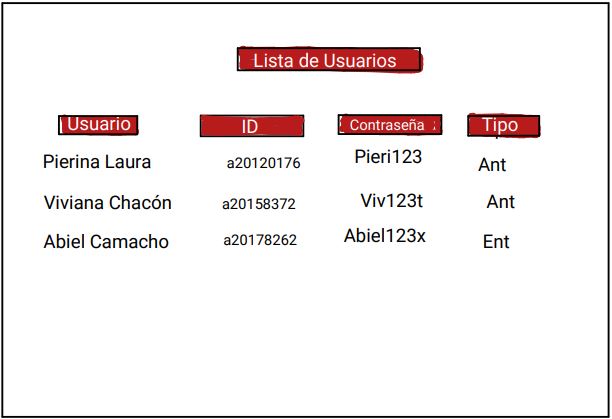 Lista de Usuarios
Usuario ID Contraseña Tipo
Pierina Laura a20120176 Pieri123 Ant
Viviana Chacón a20158372 Viv123t Ant
Abiel Camacho a20178262 Abiel123x Ent